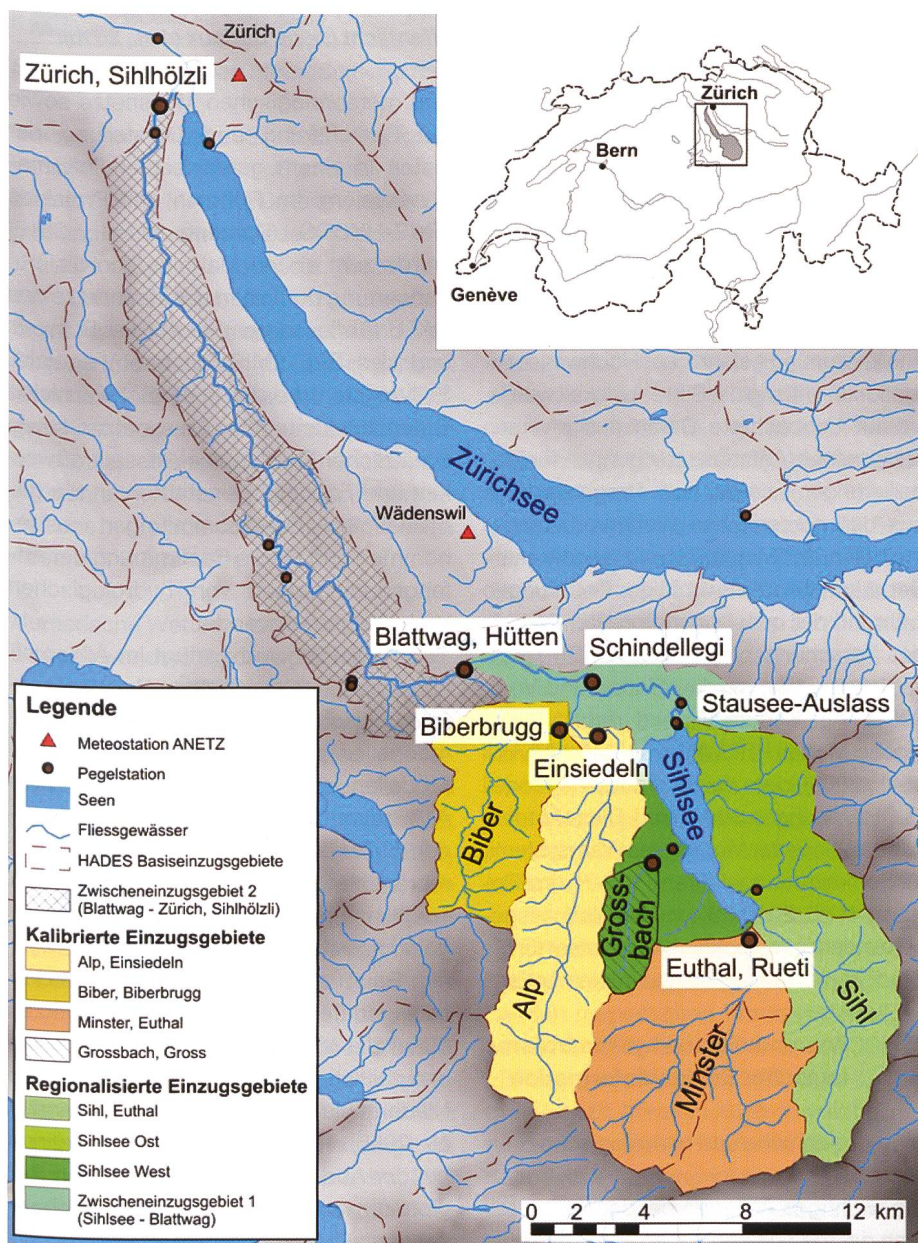 Zürich
Zürich, Sihlhölzli
Zürich
Bern
Genève
Zürichsee
Wädenswil
Blattwag, Hütten
Schindellegi
Stausee-Auslass
Biberbrugg
Einsiedeln
Sihlsee
Biber
Gross-
bach
Euthal, Rueti
Alp
Sihl
Minster
Legende
Meteostation ANETZ
Pegelstation
Seen
Fliessgewässer
HADES Basiseinzugsgebiete
Zwischeneinzugsgebiet 2
(Blattwag - Zürich, Sihlhölzli)
Kalibrierte Einzugsgebiete
Alp, Einsiedeln
Biber, Biberbrugg
Minster, Euthal
Grossbach, Gross
Regionalisierte Einzugsgebiete
Sihl, Euthal
Sihlsee Ost
Sihlsee West
Zwischeneinzugsgebiet 1
(Sihlsee - Blattwag)
0 2 4 8 12 km